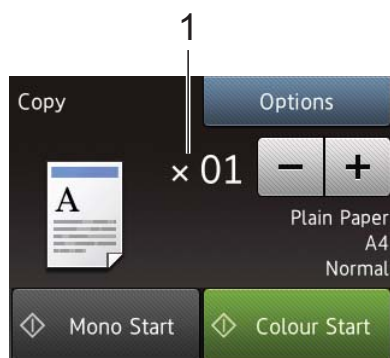 1
Copy
Options
× 01 − +
A
Plain Paper
A4
Normal
Mono Start
Colour Start